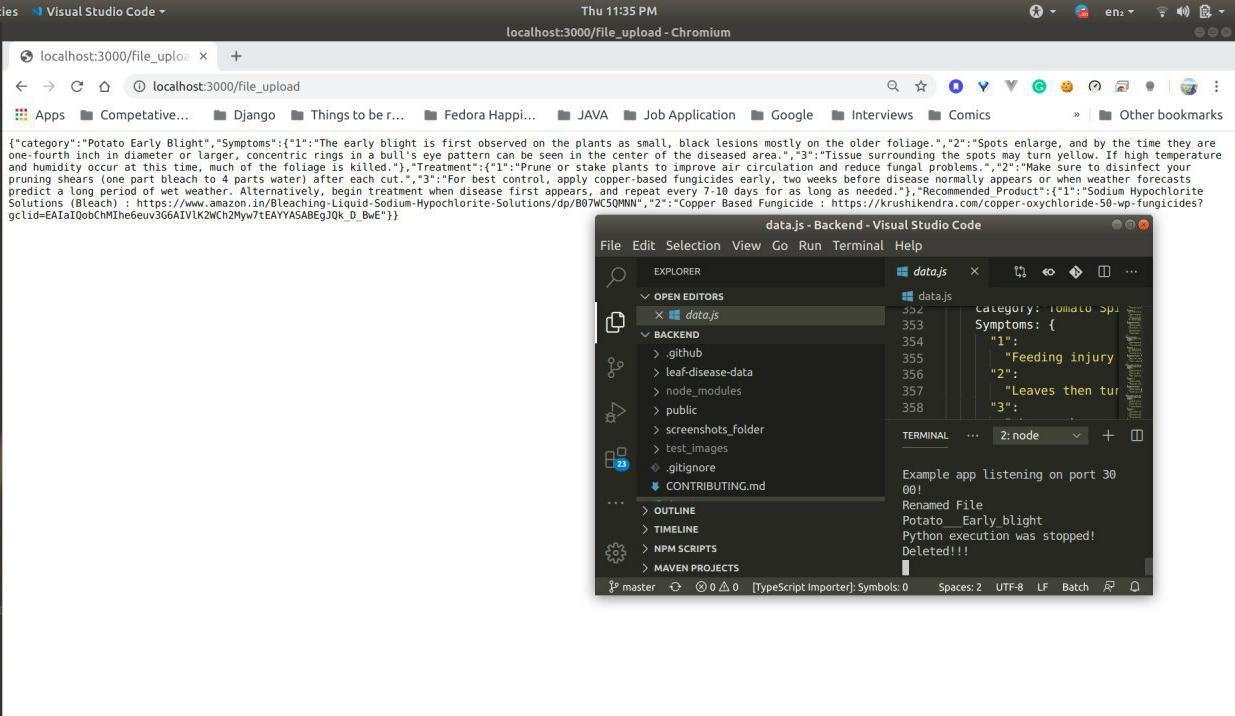 ies Visual Studio Code Thu 11:35 PM en₂
localhost:3000/file_upload - Chromium
localhost:3000/file_uploa
localhost:3000/file_upload
Apps Competative... Django Things to be r... Fedora Happi... JAVA Job Application Google Interviews Comics » Other bookmarks
{"category":"Potato Early Blight","Symptoms":{"1":"The early blight is first observed on the plants as small, black lesions mostly on the older foliage.","2":"Spots enlarge, and by the time they are
one-fourth inch in diameter or larger, concentric rings in a bull's eye pattern can be seen in the center of the diseased area.","3":"Tissue surrounding the spots may turn yellow. If high temperature
and humidity occur at this time, much of the foliage is killed."},"Treatment":{"1":"Prune or stake plants to improve air circulation and reduce fungal problems.","2":"Make sure to disinfect your
pruning shears (one part bleach to 4 parts water) after each cut.","3":"For best control, apply copper-based fungicides early, two weeks before disease normally appears or when weather forecasts
predict a long period of wet weather. Alternatively, begin treatment when disease first appears, and repeat every 7-10 days for as long as needed."},"Recommended_Product":{"1":"Sodium Hypochlorite
Solutions (Bleach) : https://www.amazon.in/Bleaching-Liquid-Sodium-Hypochlorite-Solutions/dp/B07WC5QMNN","2":"Copper Based Fungicide : https://krushikendra.com/copper-oxychloride-50-wp-fungicides?
gclid=EAIaIQobChMIhe6euv3G6AIVlK2WCh2Myw7tEAYYASABEgJQk_D_BwE"}}
data.js - Backend - Visual Studio Code
File Edit Selection View Go Run Terminal Help
EXPLORER
OPEN EDITORS
data.js
BACKEND
.github
leaf-disease-data
node_modules
public
screenshots_folder
test_images
.gitignore
CONTRIBUTING.md
OUTLINE
TIMELINE
NPM SCRIPTS
MAVEN PROJECTS
23
data.js
data.js
352 category: "Tomato Spi
353 Symptoms: {
354 "1":
355 "Feeding injury
356 "2":
357 "Leaves then tur
358 "3":
TERMINAL ... 2: node
Example app listening on port 30
00!
Renamed File
Potato___Early_blight
Python execution was stopped!
Deleted!!!
master 0 0 [TypeScript Importer]: Symbols: 0 Spaces: 2 UTF-8 LF Batch